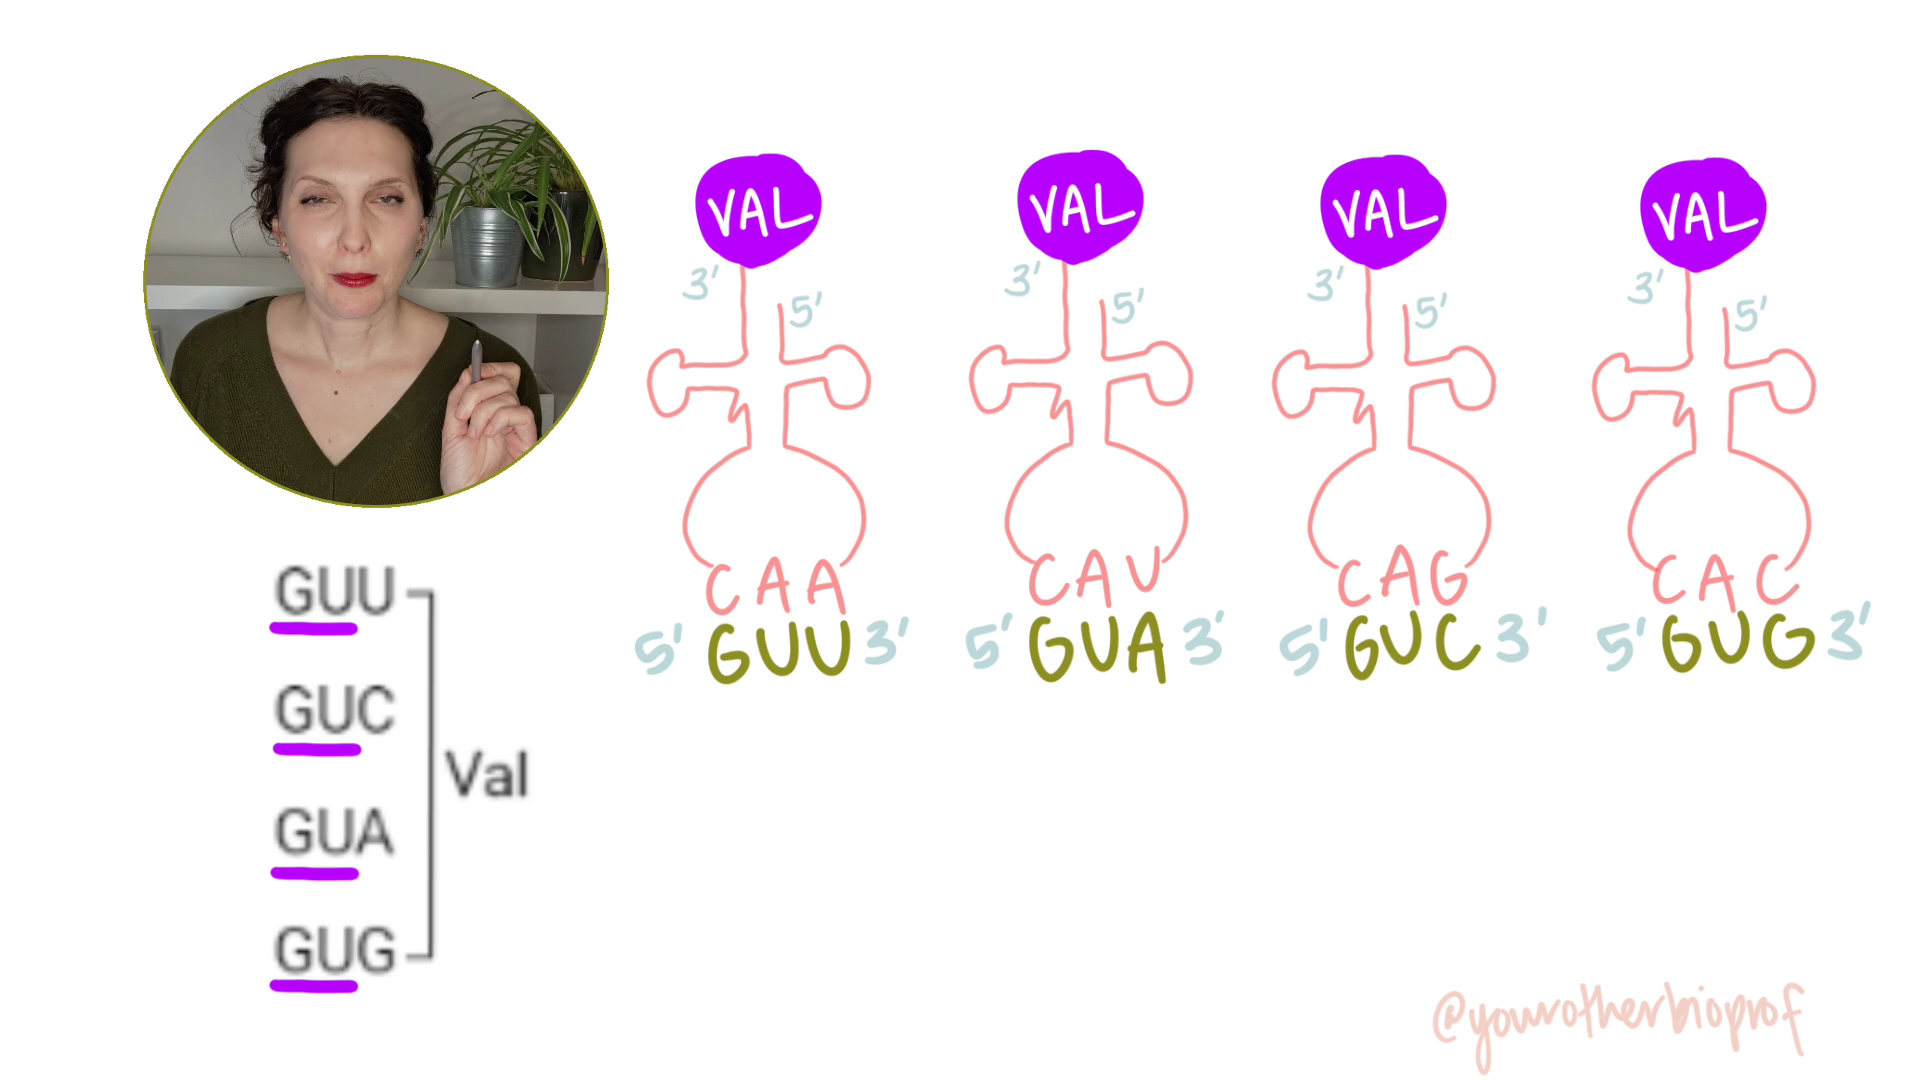 VAL VAL VAL VAL
3' 5' 3' 5' 3' 5' 3' 5'
CAA CAU CAG CAC
5' GUU 3' 5' GUA 3' 5' GUC 3' 5' GUG 3'
GUU
GUC
Val
GUA
GUG
@yourotherbioprof